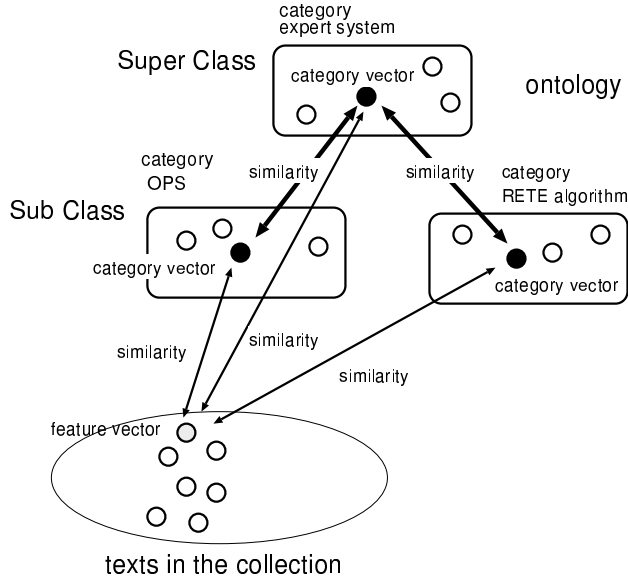 category
expert system
Super Class
category vector
ontology
category
OPS
similarity
similarity
category
RETE algorithm
Sub Class
category vector
category vector
similarity
similarity
similarity
feature vector
texts in the collection